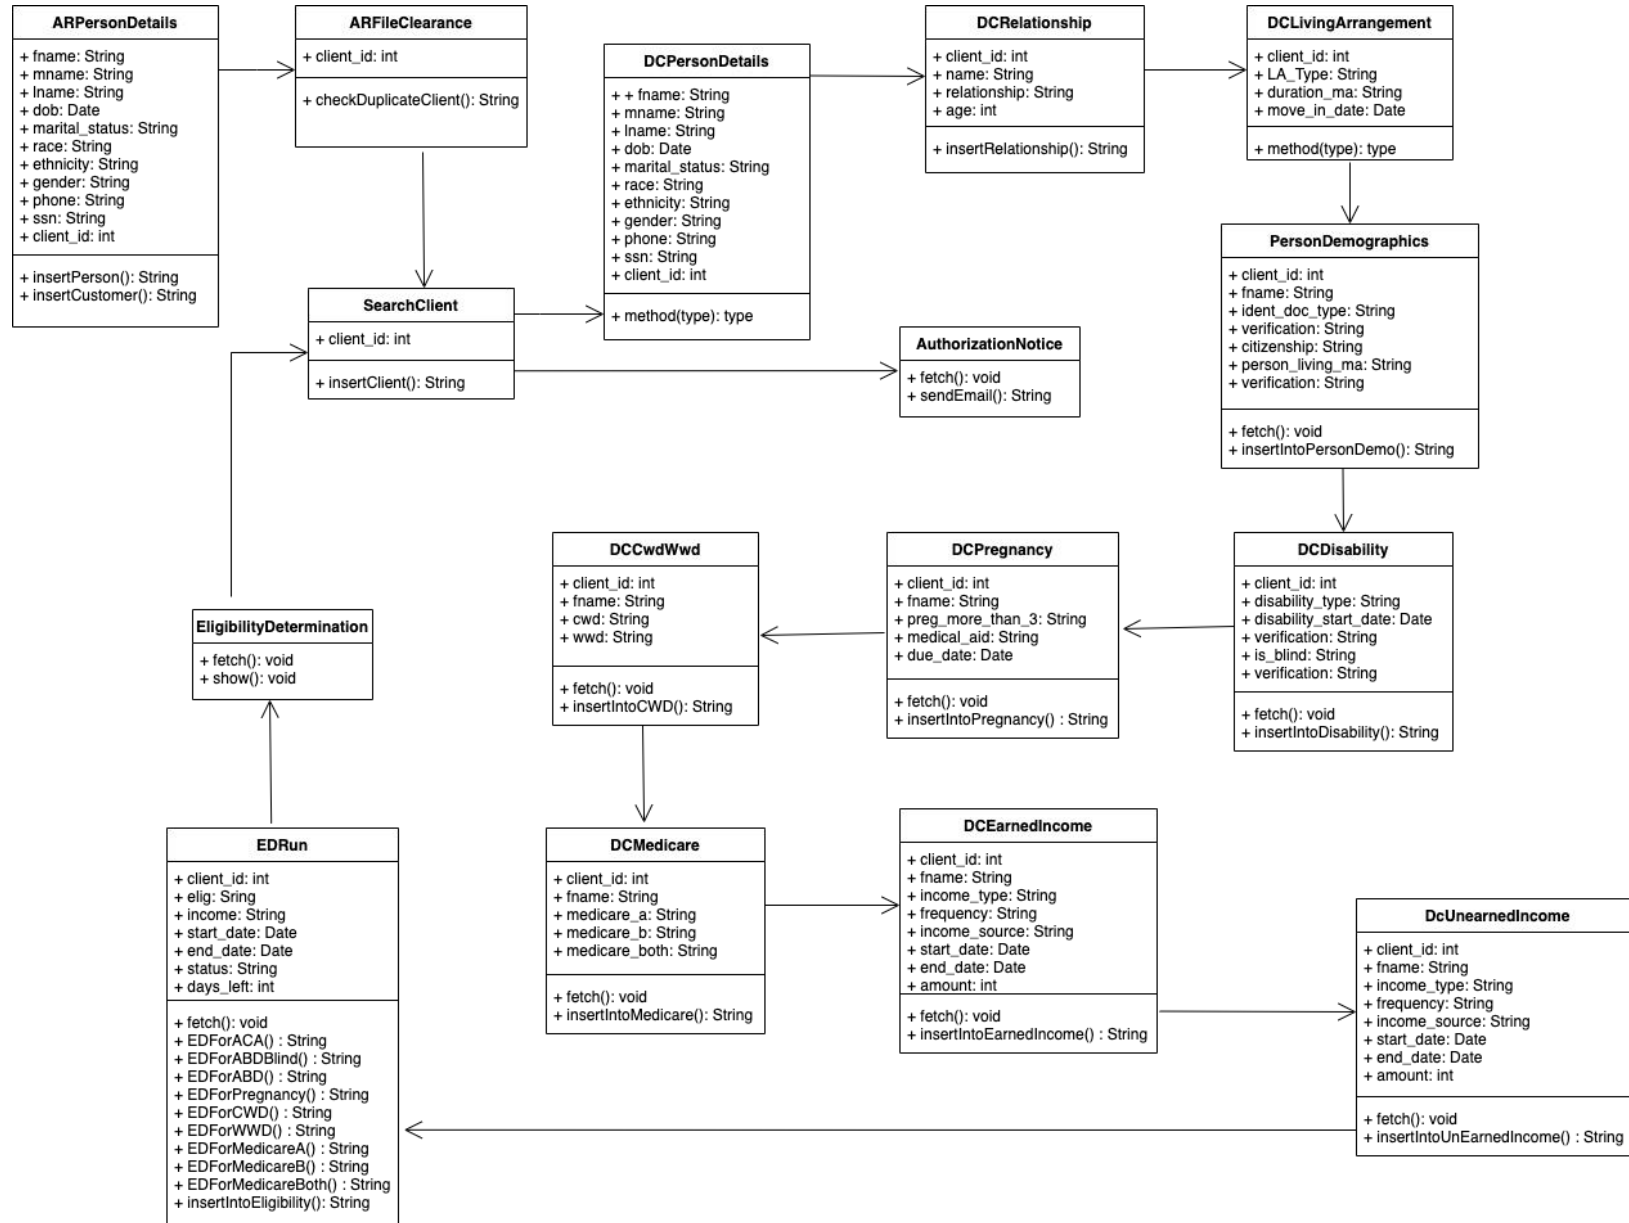 ARPersonDetails
+ fname: String
+ mname: String
+ lname: String
+ dob: Date
+ marital_status: String
+ race: String
+ ethnicity: String
+ gender: String
+ phone: String
+ ssn: String
+ client_id: int
+ insertPerson(): String
+ insertCustomer(): String
ARFileClearance
+ client_id: int
+ checkDuplicateClient(): String
DCPersonDetails
+ + fname: String
+ mname: String
+ lname: String
+ dob: Date
+ marital_status: String
+ race: String
+ ethnicity: String
+ gender: String
+ phone: String
+ ssn: String
+ client_id: int
+ method(type): type
DCRelationship
+ client_id: int
+ name: String
+ relationship: String
+ age: int
+ insertRelationship(): String
DCLivingArrangement
+ client_id: int
+ LA_Type: String
+ duration_ma: String
+ move_in_date: Date
+ method(type): type
SearchClient
+ client_id: int
+ insertClient(): String
AuthorizationNotice
+ fetch(): void
+ sendEmail(): String
PersonDemographics
+ client_id: int
+ fname: String
+ ident_doc_type: String
+ verification: String
+ citizenship: String
+ person_living_ma: String
+ verification: String
+ fetch(): void
+ insertIntoPersonDemo(): String
DCCwdWwd
+ client_id: int
+ fname: String
+ cwd: String
+ wwd: String
+ fetch(): void
+ insertIntoCWD(): String
DCPregnancy
+ client_id: int
+ fname: String
+ preg_more_than_3: String
+ medical_aid: String
+ due_date: Date
+ fetch(): void
+ insertIntoPregnancy() : String
DCDisability
+ client_id: int
+ disability_type: String
+ disability_start_date: Date
+ verification: String
+ is_blind: String
+ verification: String
+ fetch(): void
+ insertIntoDisability(): String
EligibilityDetermination
+ fetch(): void
+ show(): void
EDRun
+ client_id: int
+ elig: Sring
+ income: String
+ start_date: Date
+ end_date: Date
+ status: String
+ days_left: int
+ fetch(): void
+ EDForACA() : String
+ EDForABDBlind() : String
+ EDForABD() : String
+ EDForPregnancy() : String
+ EDForCWD() : String
+ EDForWWD() : String
+ EDForMedicareA() : String
+ EDForMedicareB() : String
+ EDForMedicareBoth() : String
+ insertIntoEligibility(): String
DCMedicare
+ client_id: int
+ fname: String
+ medicare_a: String
+ medicare_b: String
+ medicare_both: String
+ fetch(): void
+ insertIntoMedicare(): String
DCEarnedIncome
+ client_id: int
+ fname: String
+ income_type: String
+ frequency: String
+ income_source: String
+ start_date: Date
+ end_date: Date
+ amount: int
+ fetch(): void
+ insertIntoEarnedIncome() : String
DcUnearnedIncome
+ client_id: int
+ fname: String
+ income_type: String
+ frequency: String
+ income_source: String
+ start_date: Date
+ end_date: Date
+ amount: int
+ fetch(): void
+ insertIntoUnEarnedIncome() : String